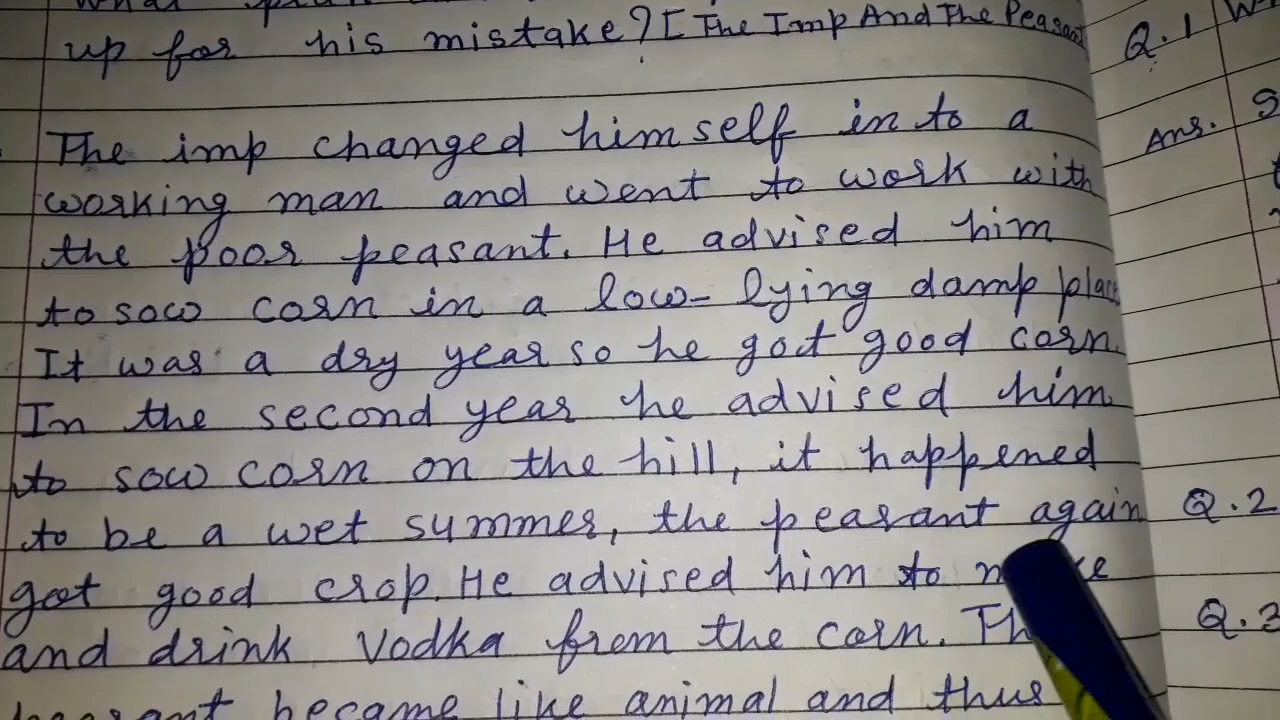 What
up for his mistake? [The Imp And The Peasant
The imp changed himself in to a
working man and went to work with
the poor peasant. He advised him
to sow corn in a low-lying damp place
It was a dry year so he got good corn.
In the second year he advised him
to sow corn on the hill, it happened
to be a wet summer, the peasant again
got good crop. He advised him to
and drink Vodka from the corn.
became like animal and thus
Q.1
Ans.
Q.2
Q.3